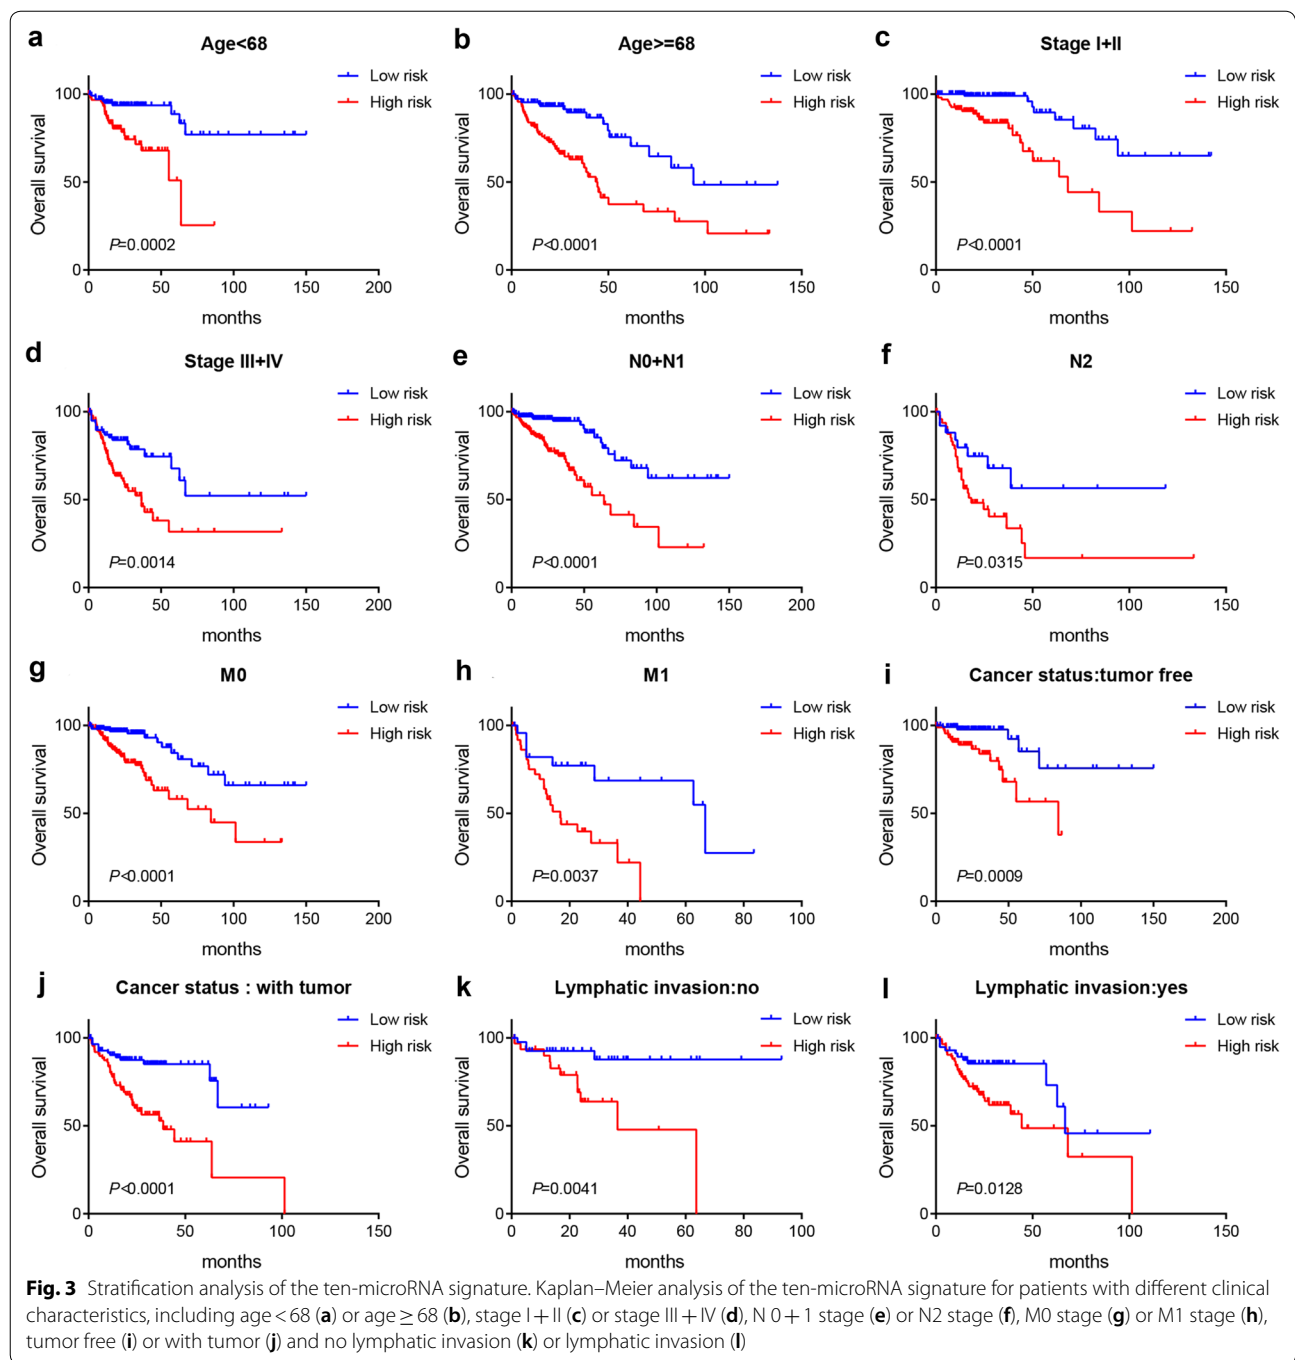 a
Age<68
Low risk
High risk
Overall survival
100
50
0
P=0.0002
0 50 100 150 200
months
b
Age>=68
Low risk
High risk
Overall survival
100
50
0
P<0.0001
0 50 100 150
months
c
Stage I+II
Low risk
High risk
Overall survival
100
50
0
P<0.0001
0 50 100 150
months
d
Stage III+IV
Low risk
High risk
Overall survival
100
50
0
P=0.0014
0 50 100 150 200
months
e
N0+N1
Low risk
High risk
Overall survival
100
50
0
P<0.0001
0 50 100 150 200
months
f
N2
Low risk
High risk
Overall survival
100
50
0
P=0.0315
0 50 100 150
months
g
M0
Low risk
High risk
Overall survival
100
50
0
P<0.0001
0 50 100 150 200
months
h
M1
Low risk
High risk
Overall survival
100
50
0
P=0.0037
0 20 40 60 80 100
months
i
Cancer status:tumor free
Low risk
High risk
Overall survival
100
50
0
P=0.0009
0 50 100 150 200
months
j
Cancer status : with tumor
Low risk
High risk
Overall survival
100
50
0
P<0.0001
0 50 100 150
months
k
Lymphatic invasion:no
Low risk
High risk
Overall survival
100
50
0
P=0.0041
0 20 40 60 80 100
months
l
Lymphatic invasion:yes
Low risk
High risk
Overall survival
100
50
0
P=0.0128
0 50 100 150
months
Fig. 3 Stratification analysis of the ten-microRNA signature. Kaplan–Meier analysis of the ten-microRNA signature for patients with different clinical
characteristics, including age < 68 (a) or age ≥ 68 (b), stage I + II (c) or stage III + IV (d), N 0 + 1 stage (e) or N2 stage (f), M0 stage (g) or M1 stage (h),
tumor free (i) or with tumor (j) and no lymphatic invasion (k) or lymphatic invasion (l)